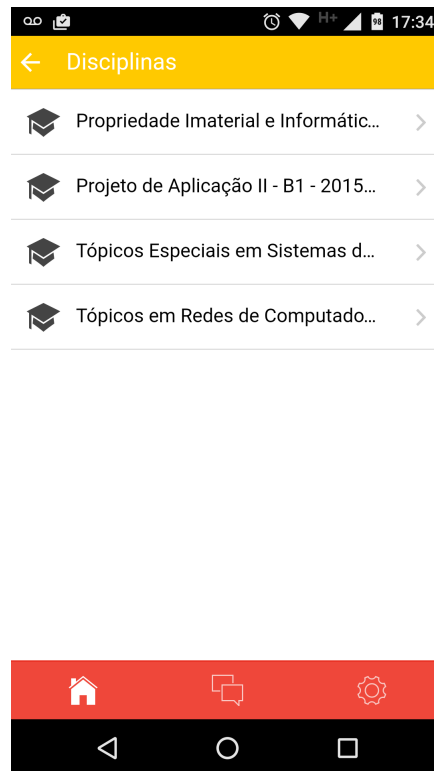 H+ 98 17:34
Disciplinas
Propriedade Imaterial e Informátic...
Projeto de Aplicação II - B1 - 2015...
Tópicos Especiais em Sistemas d...
Tópicos em Redes de Computado...